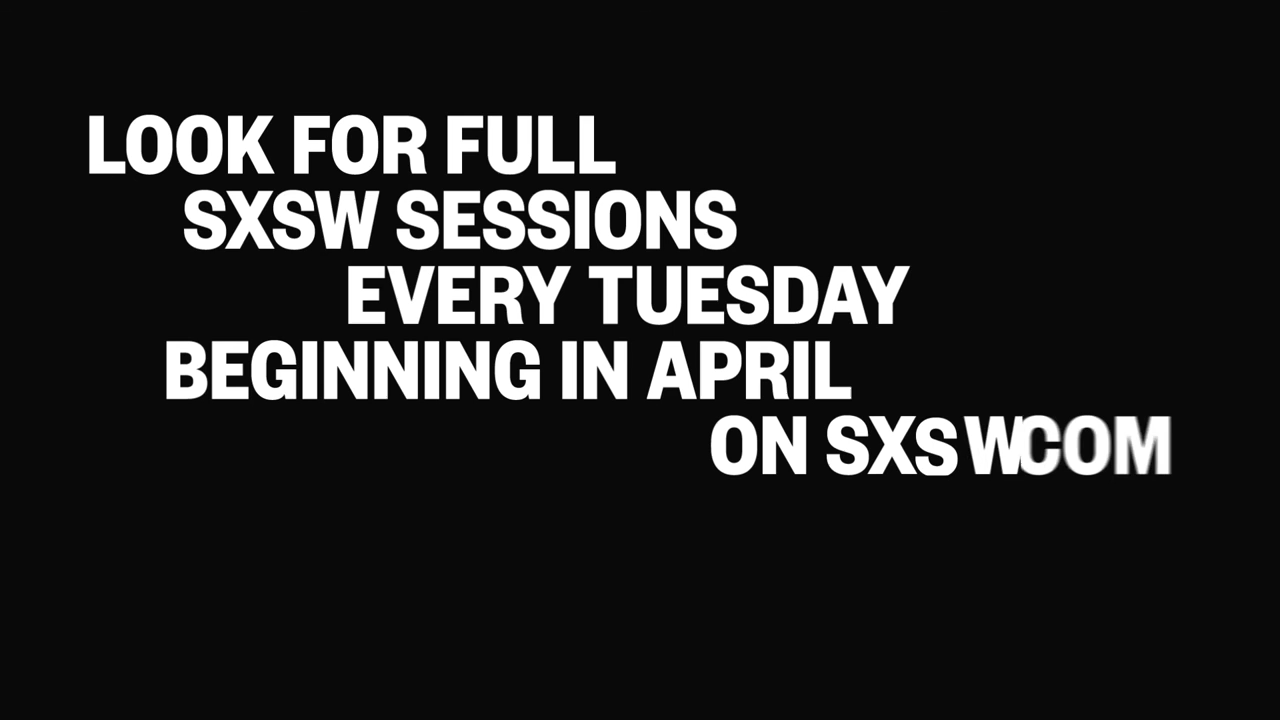 LOOK FOR FULL
SXSW SESSIONS
EVERY TUESDAY
BEGINNING IN APRIL
ON SXSWCOM